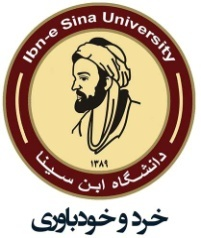 Ibn-e Sina University
۱۳۸۹
دانشگاه ابن سینا
خرد و خودباوری